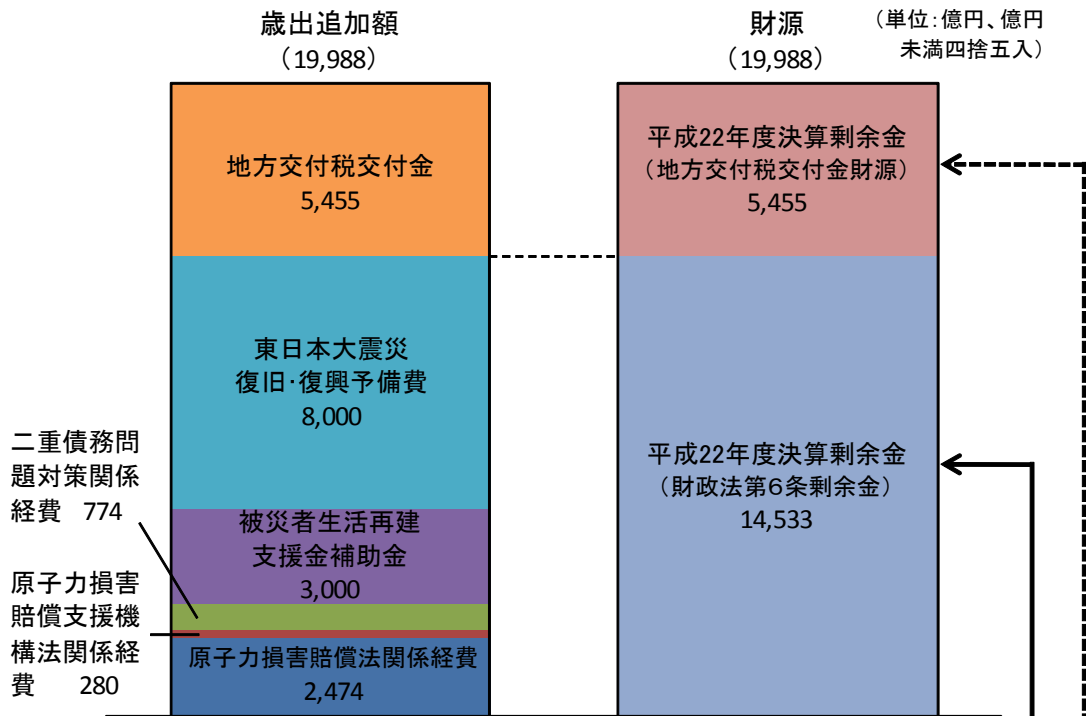 歳出追加額
（19,988）
財源
（19,988）
（単位：億円、億円
未満四捨五入）
地方交付税交付金
5,455
東日本大震災
復旧・復興予備費
8,000
被災者生活再建
支援金補助金
3,000
原子力損害賠償法関係経費
2,474
二重債務問
題対策関係
経費　774
原子力損害
賠償支援機
構法関係経
費　280
平成22年度決算剰余金
（地方交付税交付金財源）
5,455
平成22年度決算剰余金
（財政法第６条剰余金）
14,533